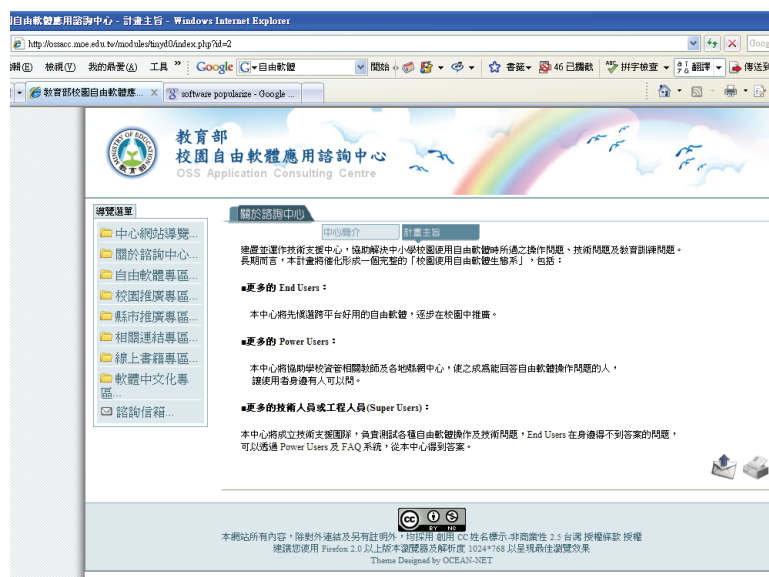 自由軟體應用諮詢中心 - 計畫主旨 - Windows Internet Explorer
http://ossacc.moe.edu.tw/modules/tinyd0/index.php?id=2
檢視(V) 我的最愛(A) 工具 » Google G 自由軟體 開始 書籤 46 已攔截 拼字檢查 翻譯 傳送到
教育部校園自由軟體應... software popularize - Google ...
教育部
校園自由軟體應用諮詢中心
OSS Application Consulting Centre
MINISTRY OF EDUCATION
教育部
導覽選單
中心網站導覽...
關於諮詢中心...
自由軟體專區...
校園推廣專區...
縣市推廣專區...
相關連結專區...
線上書籍專區...
軟體中文化專
區...
諮詢信箱...
關於諮詢中心
中心簡介 計畫主旨
建置並運作技術支援中心，協助解決中小學校園使用自由軟體時所遇之操作問題、技術問題及教育訓練問題。
長期而言，本計畫將催化形成一個完整的「校園使用自由軟體生態系」，包括：
■更多的 End Users：
本中心將先慎選跨平台好用的自由軟體，逐步在校園中推廣。
■更多的 Power Users：
本中心將協助學校資管相關教師及各地縣網中心，使之成為能回答自由軟體操作問題的人，
讓使用者身邊有人可以問。
■更多的技術人員或工程人員(Super Users)：
本中心將成立技術支援團隊，負責測試各種自由軟體操作及技術問題，End Users 在身邊得不到答案的問題，
可以透過 Power Users 及 FAQ 系統，從本中心得到答案。
cc BY NC
本網站所有內容，除對外連結及另有註明外，均採用 創用 CC 姓名標示-非商業性 2.5 台灣 授權條款 授權
建議您使用 Firefox 2.0 以上版本瀏覽器及解析度 1024*768 以呈現最佳瀏覽效果
Theme Designed by OCEAN-NET